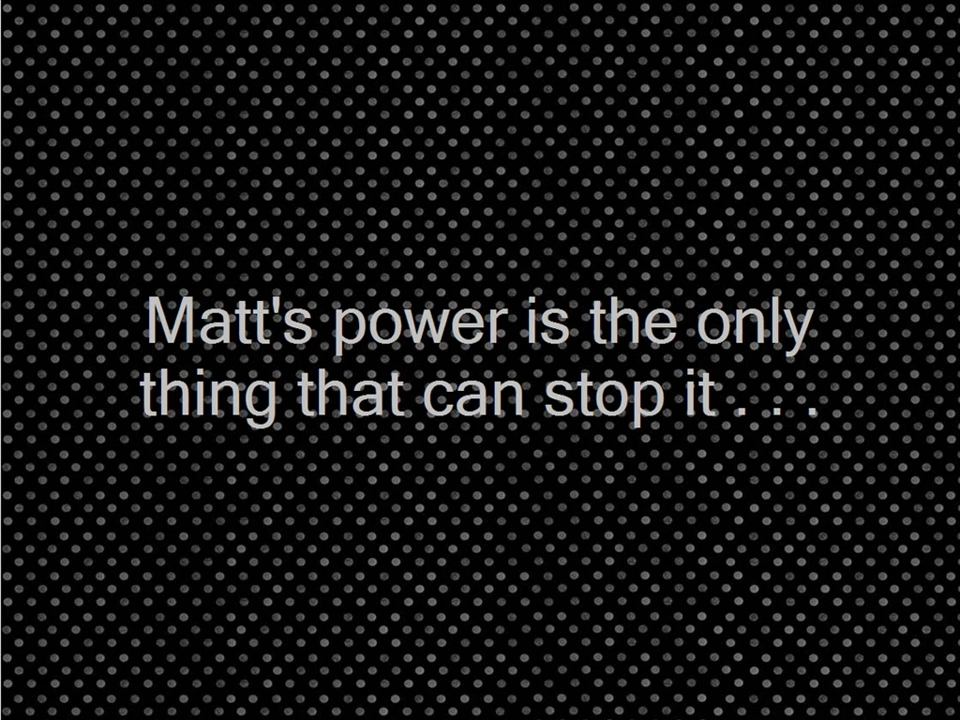 Matt's power is the only
thing that can stop it . . .